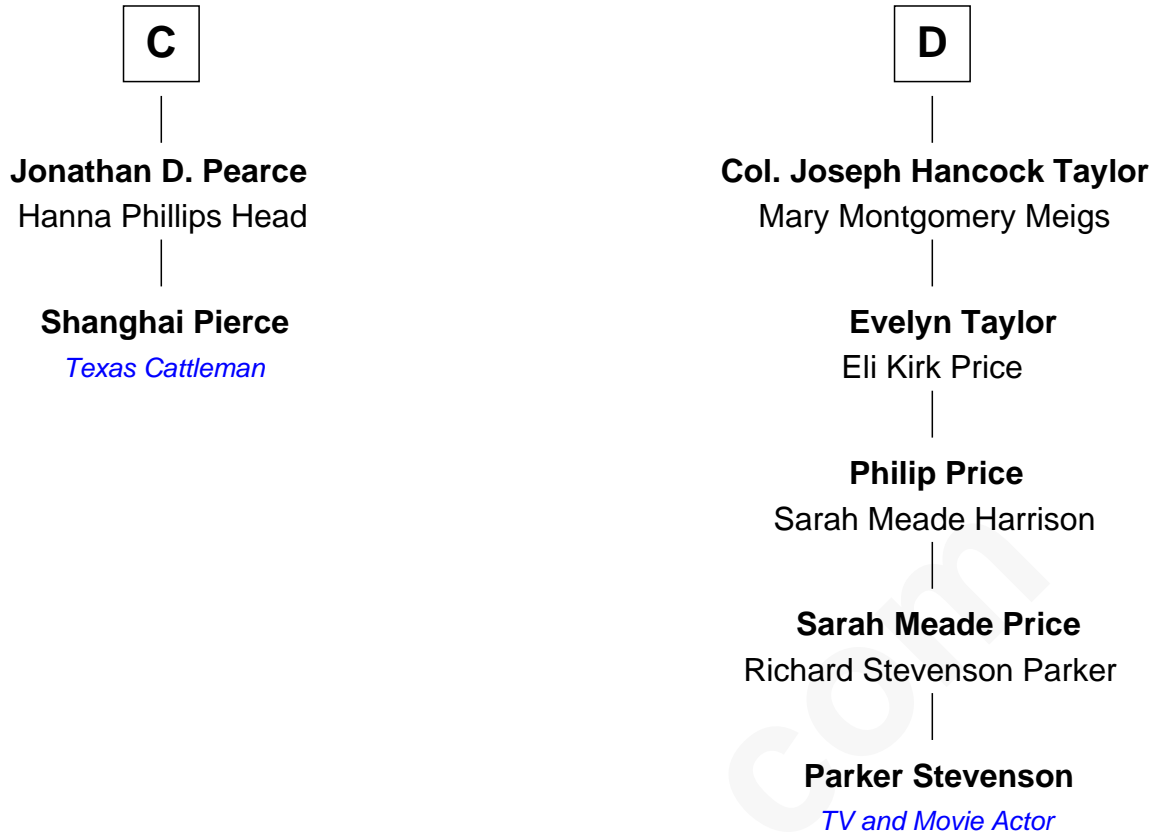 C
Jonathan D. Pearce
Hanna Phillips Head
Shanghai Pierce
Texas Cattleman
D
Col. Joseph Hancock Taylor
Mary Montgomery Meigs
Evelyn Taylor
Eli Kirk Price
Philip Price
Sarah Meade Harrison
Sarah Meade Price
Richard Stevenson Parker
Parker Stevenson
TV and Movie Actor
com